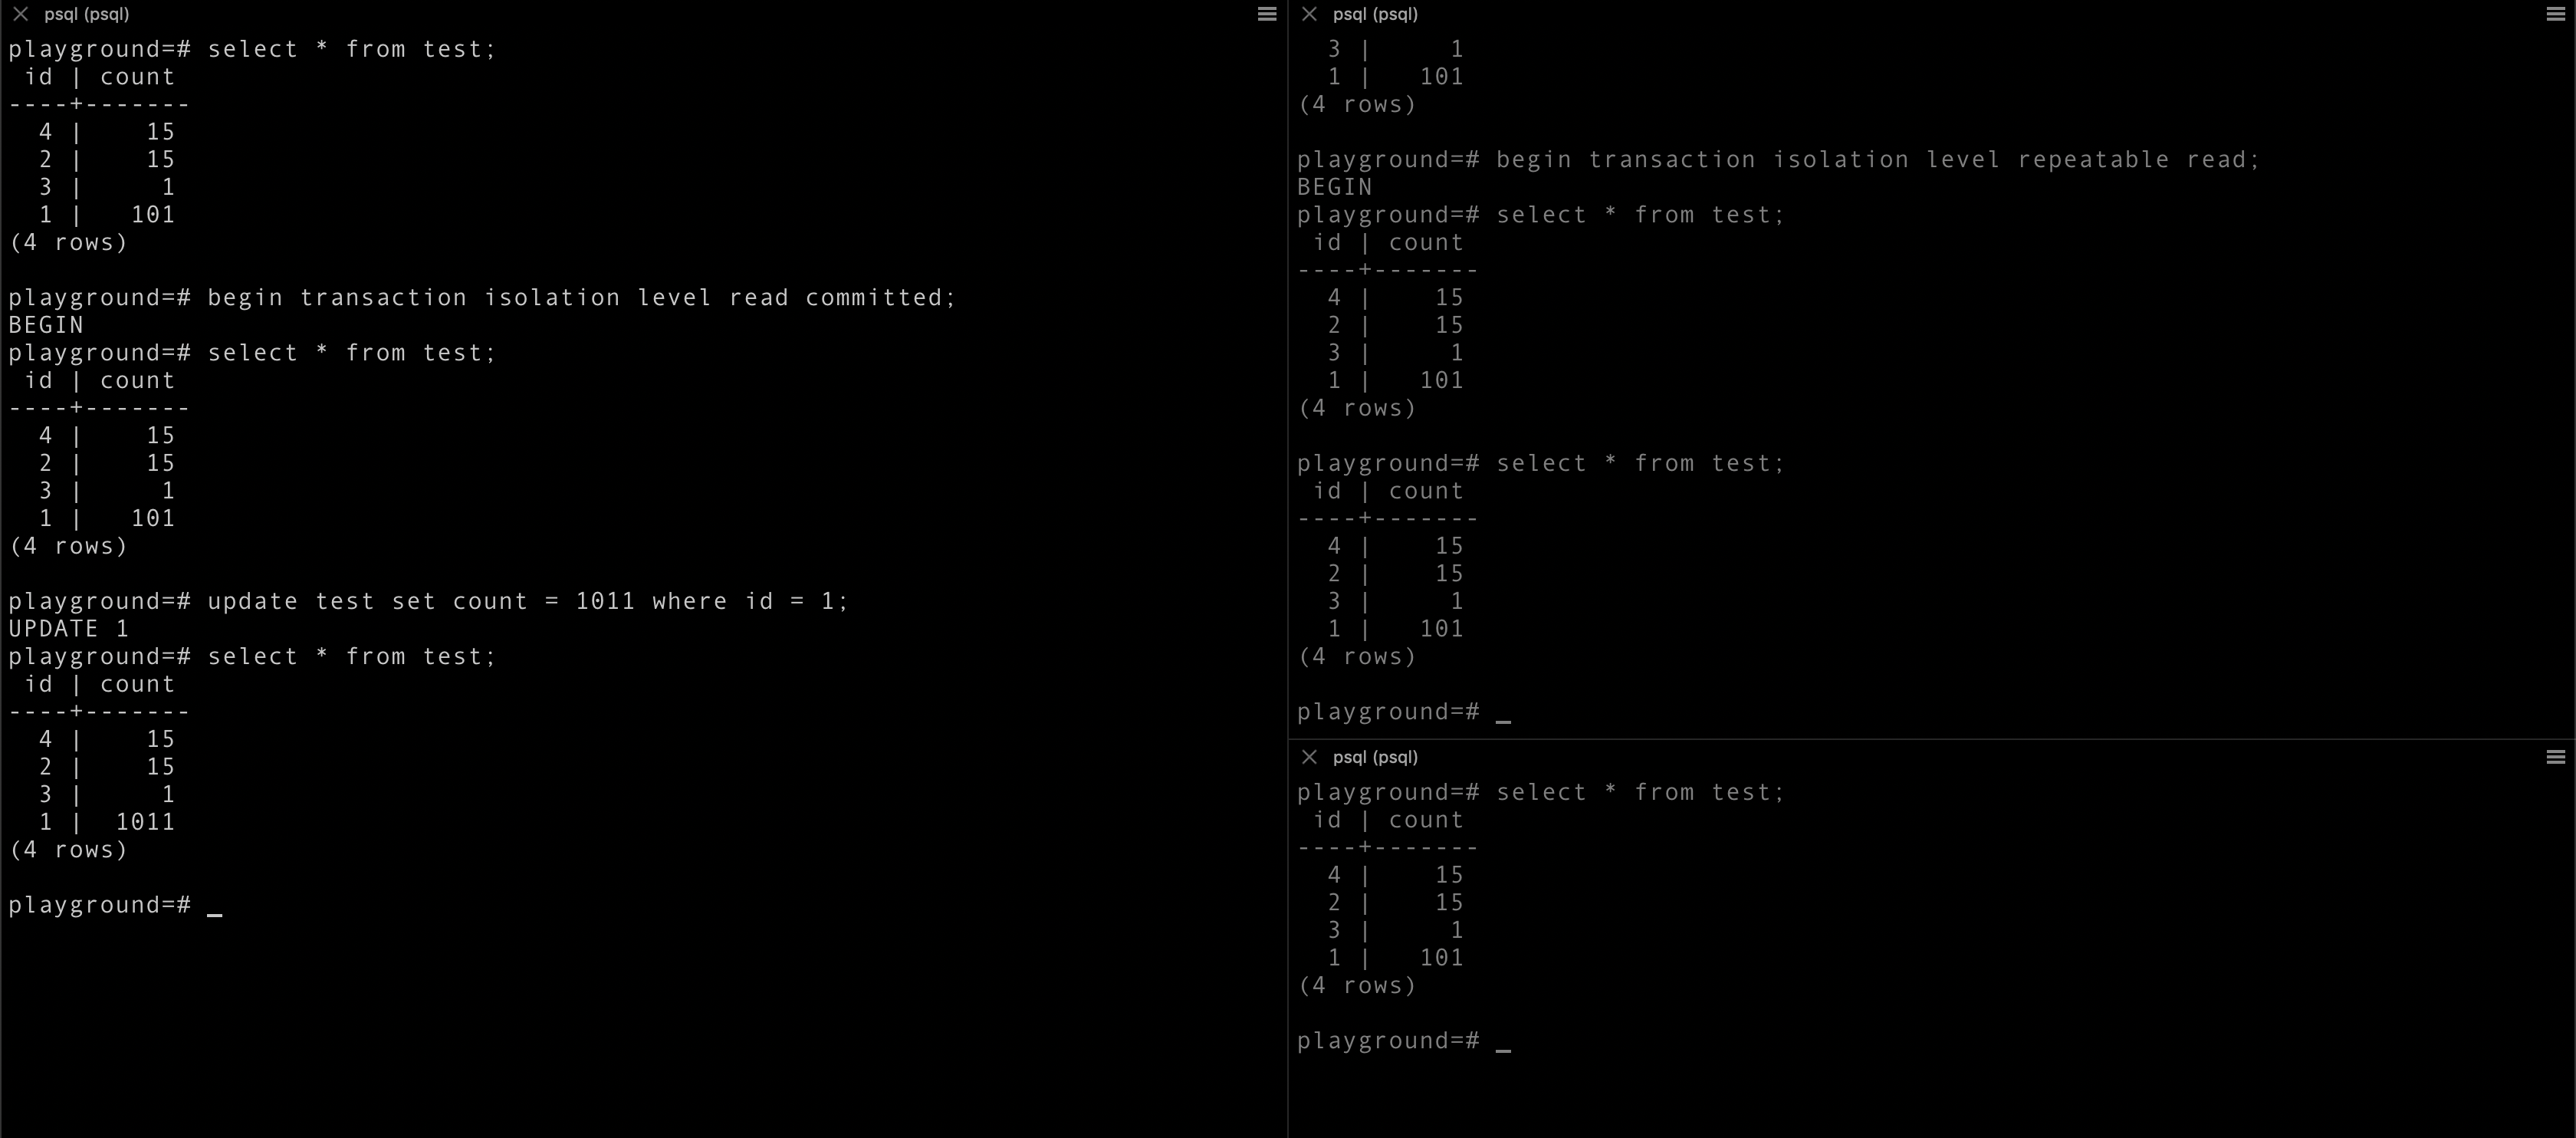 psql (psql)
playground=# select * from test;
 id | count
----+-------
  4 |    15
  2 |    15
  3 |     1
  1 |   101
(4 rows)
playground=# begin transaction isolation level read committed;
BEGIN
playground=# select * from test;
 id | count
----+-------
  4 |    15
  2 |    15
  3 |     1
  1 |   101
(4 rows)
playground=# update test set count = 1011 where id = 1;
UPDATE 1
playground=# select * from test;
 id | count
----+-------
  4 |    15
  2 |    15
  3 |     1
  1 |  1011
(4 rows)
playground=# _
psql (psql)
  3 |     1
  1 |   101
(4 rows)
playground=# begin transaction isolation level repeatable read;
BEGIN
playground=# select * from test;
 id | count
----+-------
  4 |    15
  2 |    15
  3 |     1
  1 |   101
(4 rows)
playground=# select * from test;
 id | count
----+-------
  4 |    15
  2 |    15
  3 |     1
  1 |   101
(4 rows)
playground=# _
psql (psql)
playground=# select * from test;
 id | count
----+-------
  4 |    15
  2 |    15
  3 |     1
  1 |   101
(4 rows)
playground=# _